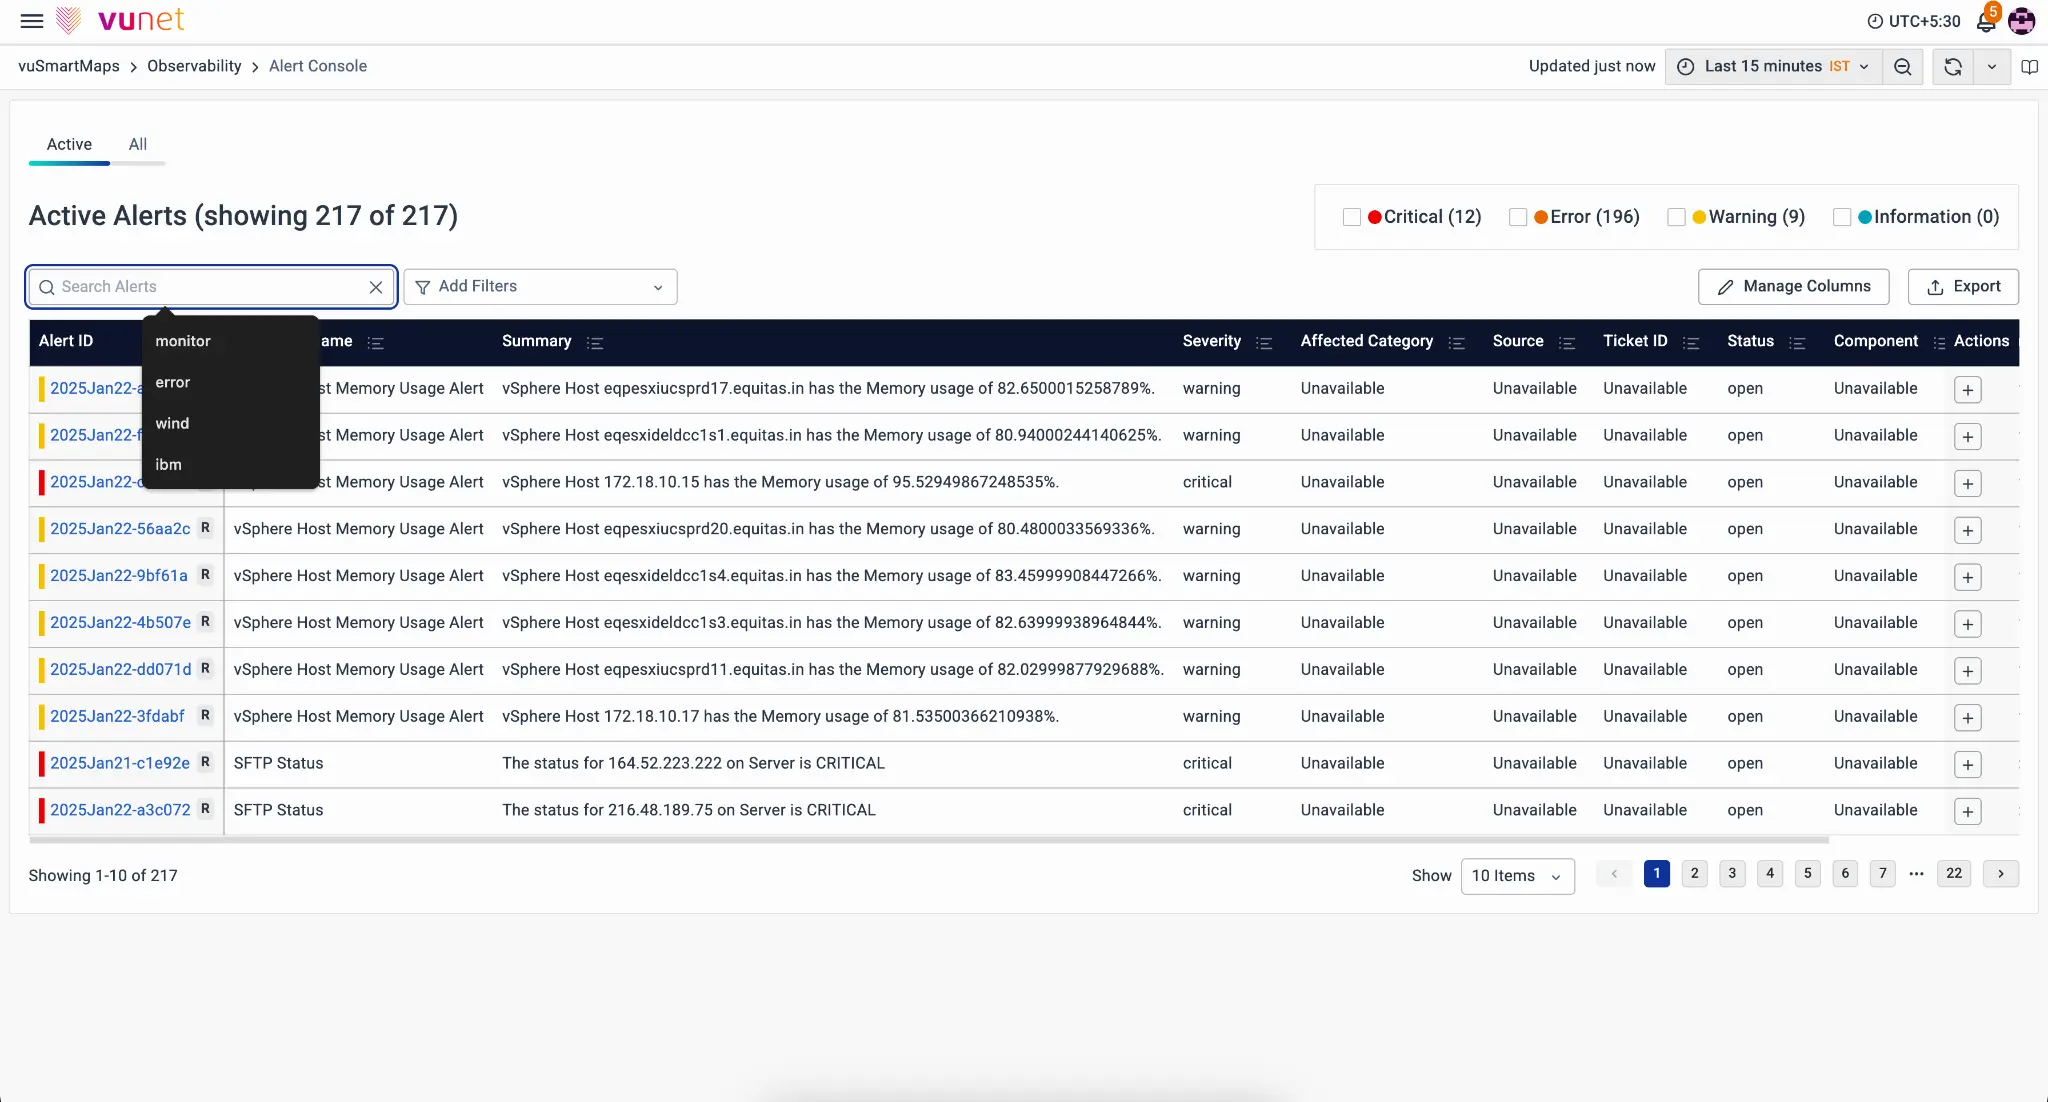 vunet
UTC+5:30
5
vuSmartMaps > Observability > Alert Console
Updated just now
Last 15 minutes IST
Active
All
Active Alerts (showing 217 of 217)
Critical (12)
Error (196)
Warning (9)
Information (0)
Search Alerts
Add Filters
Manage Columns
Export
monitor
error
wind
ibm
Alert ID ame Summary Severity Affected Category Source Ticket ID Status Component Actions
2025Jan22- st Memory Usage Alert vSphere Host eqpesxiucsprd17.equitas.in has the Memory usage of 82.6500015258789%. warning Unavailable Unavailable Unavailable open Unavailable +
2025Jan22-f st Memory Usage Alert vSphere Host eqesxideldcc1s1.equitas.in has the Memory usage of 80.94000244140625%. warning Unavailable Unavailable Unavailable open Unavailable +
2025Jan22- st Memory Usage Alert vSphere Host 172.18.10.15 has the Memory usage of 95.52949867248535%. critical Unavailable Unavailable Unavailable open Unavailable +
2025Jan22-56aa2c R vSphere Host Memory Usage Alert vSphere Host eqpesxiucsprd20.equitas.in has the Memory usage of 80.4800033569336%. warning Unavailable Unavailable Unavailable open Unavailable +
2025Jan22-9bf61a R vSphere Host Memory Usage Alert vSphere Host eqesxideldcc1s4.equitas.in has the Memory usage of 83.45999908447266%. warning Unavailable Unavailable Unavailable open Unavailable +
2025Jan22-4b507e R vSphere Host Memory Usage Alert vSphere Host eqesxideldcc1s3.equitas.in has the Memory usage of 82.63999938964844%. warning Unavailable Unavailable Unavailable open Unavailable +
2025Jan22-dd071d R vSphere Host Memory Usage Alert vSphere Host eqpesxiucsprd11.equitas.in has the Memory usage of 82.02999877929688%. warning Unavailable Unavailable Unavailable open Unavailable +
2025Jan22-3fdabf R vSphere Host Memory Usage Alert vSphere Host 172.18.10.17 has the Memory usage of 81.53500366210938%. warning Unavailable Unavailable Unavailable open Unavailable +
2025Jan21-c1e92e R SFTP Status The status for 164.52.223.222 on Server is CRITICAL critical Unavailable Unavailable Unavailable open Unavailable +
2025Jan22-a3c072 R SFTP Status The status for 216.48.189.75 on Server is CRITICAL critical Unavailable Unavailable Unavailable open Unavailable +
Showing 1-10 of 217
Show 10 Items < 1 2 3 4 5 6 7 ••• 22 >